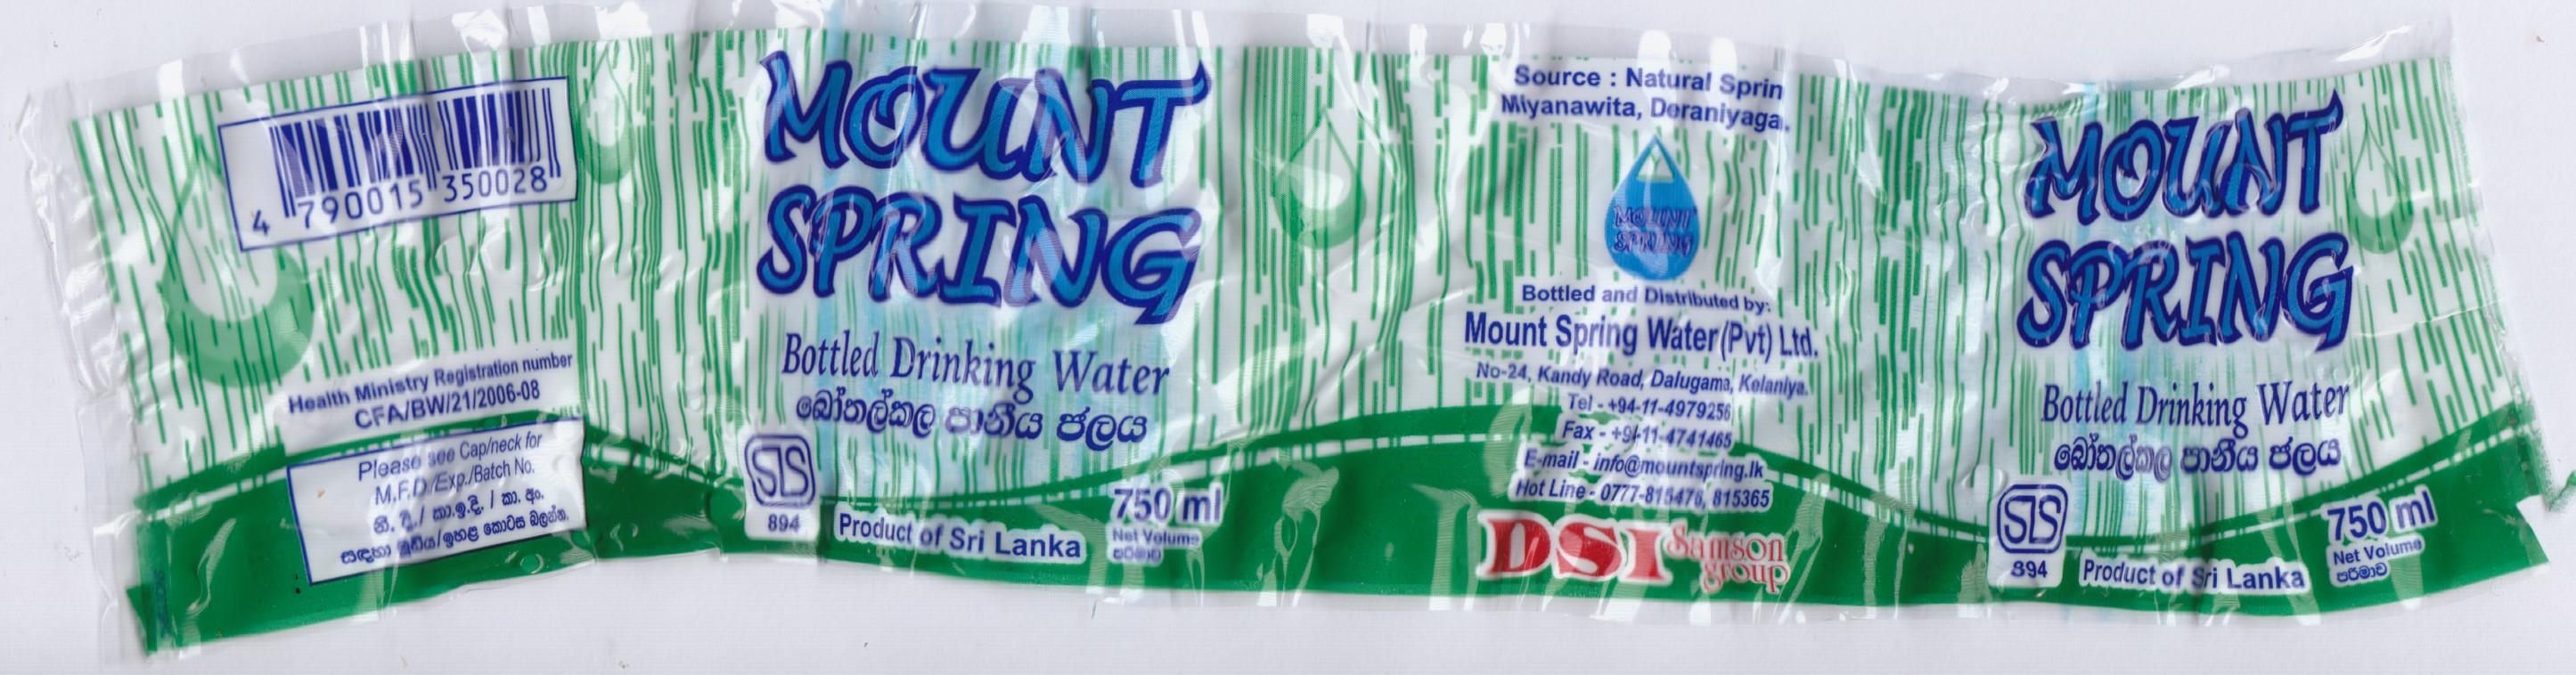 4 790015 350028
Health Ministry Registration number
CFA/BW/21/2006-08
Please see Cap/neck for
M.F.D/Exp./Batch No.
නි. දි./ කා.ඉ.දි. / කා. අං.
සඳහා මූඩිය/ඉහළ කොටස බලන්න.
MOUNT
SPRING
Bottled Drinking Water
බෝතල්කල පානීය ජලය
SLS
894
Product of Sri Lanka
750 ml
Net Volume
පරිමාව
Source : Natural Sprin
Miyanawita, Deraniyaga.
MOUNT
SPRING
Bottled and Distributed by:
Mount Spring Water (Pvt) Ltd.
No-24, Kandy Road, Dalugama, Kelaniya.
Tel - +94-11-4979256
Fax - +94-11-4741465
E-mail - info@mountspring.lk
Hot Line - 0777-815476, 815365
DSI Samson
group
MOUNT
SPRING
Bottled Drinking Water
බෝතල්කල පානීය ජලය
SLS
894
Product of Sri Lanka
750 ml
Net Volume
පරිමාව